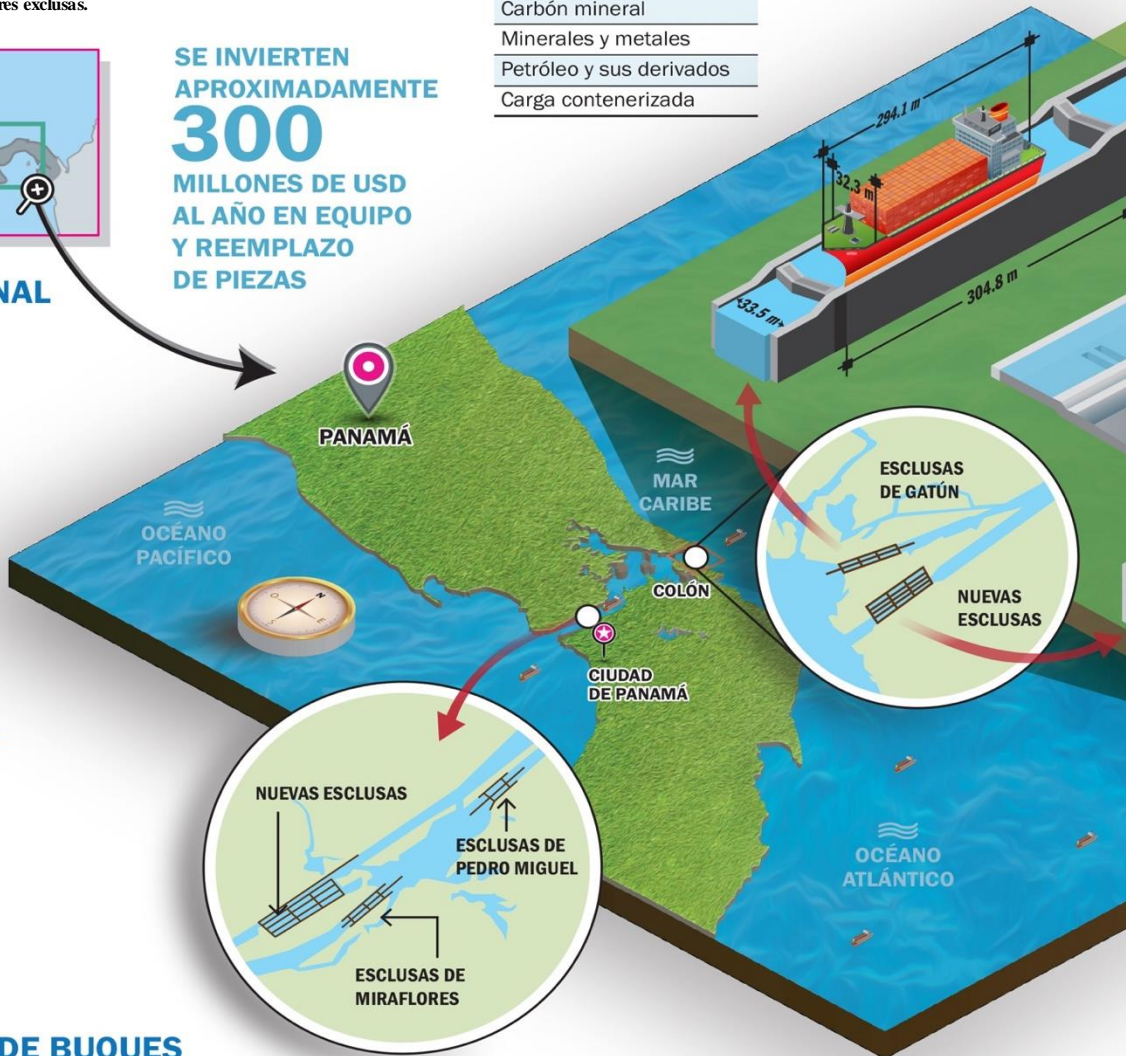 res exclusas.
SE INVIERTEN
APROXIMADAMENTE
300
MILLONES DE USD
AL AÑO EN EQUIPO
Y REEMPLAZO
DE PIEZAS
Carbón mineral
Minerales y metales
Petróleo y sus derivados
Carga contenerizada
294.1 m
32.3 m
33.5 m
304.8 m
NAL
PANAMÁ
OCÉANO
PACÍFICO
MAR
CARIBE
ESCLUSAS
DE GATÚN
NUEVAS
ESCLUSAS
COLÓN
CIUDAD
DE PANAMÁ
N
E
S
O
NUEVAS ESCLUSAS
ESCLUSAS DE
PEDRO MIGUEL
ESCLUSAS DE
MIRAFLORES
OCÉANO
ATLÁNTICO
DE BUQUES